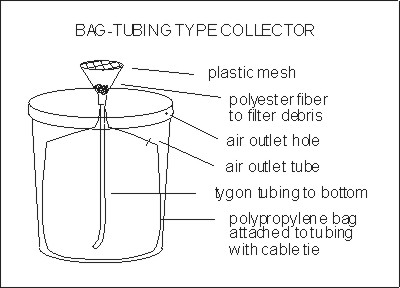 BAG-TUBING TYPE COLLECTOR
plastic mesh
polyester fiber
to filter debris
air outlet hole
air outlet tube
tygon tubing to bottom
polypropylene bag
attached to tubing
with cable tie